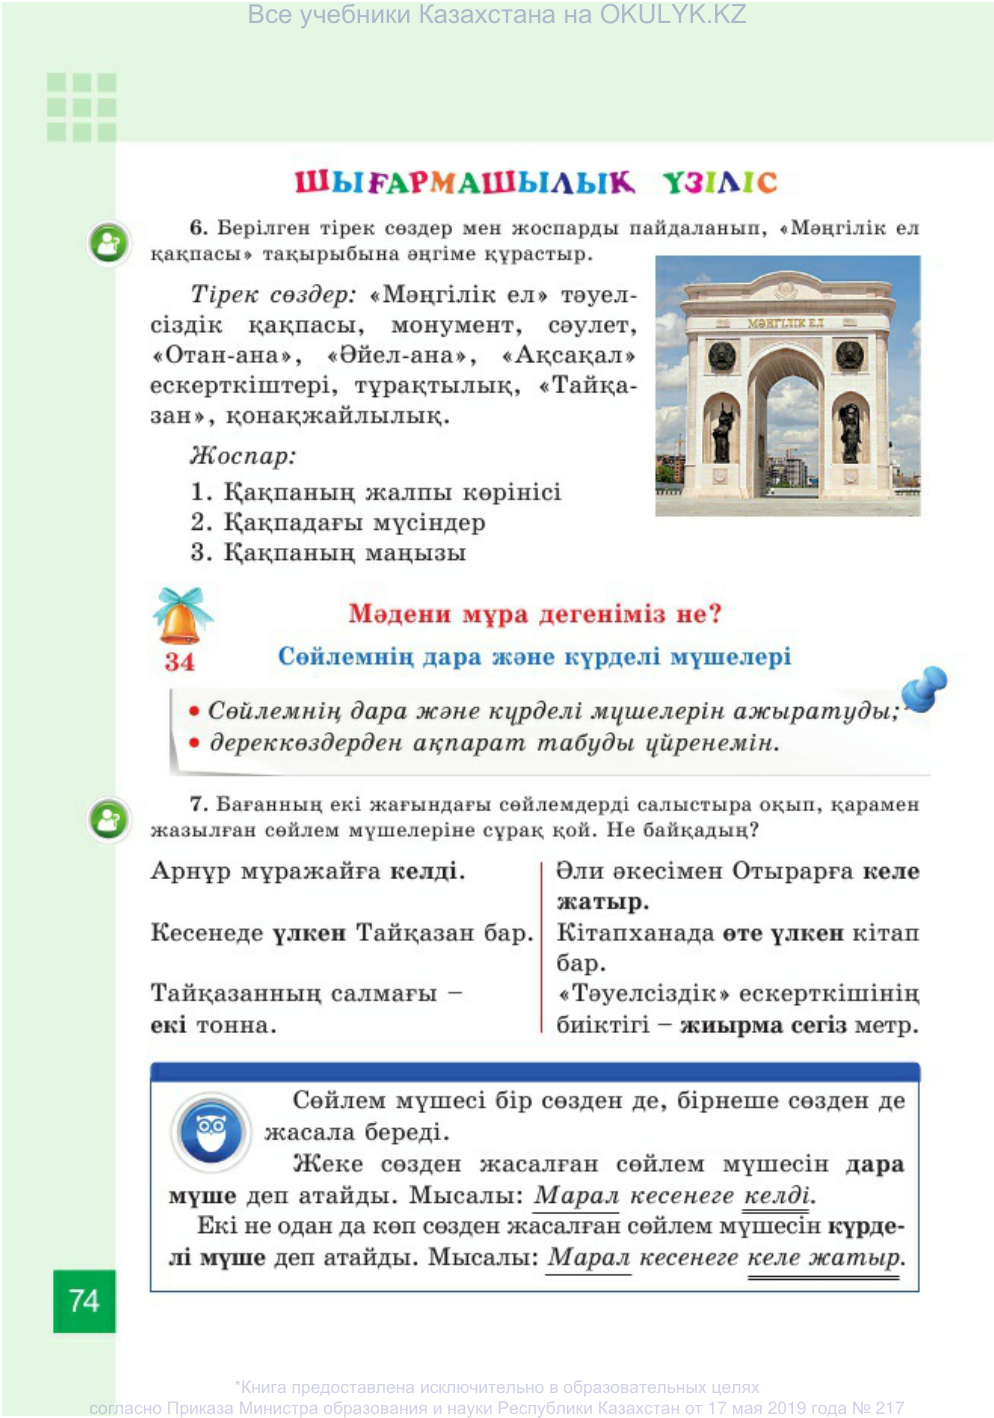 Все учебники Казахстана на OKULYK.KZ
ШЫҒАРМАШЫЛЫҚ ҮЗІЛІС
6. Берілген тірек сөздер мен жоспарды пайдаланып, «Мәңгілік ел
қақпасы» тақырыбына әңгіме құрастыр.
Тірек сөздер: «Мәңгілік ел» тәуел-
сіздік қақпасы, монумент, сәулет,
«Отан-ана», «Әйел-ана», «Ақсақал»
ескерткіштері, тұрақтылық, «Тайқа-
зан», қонақжайлылық.
МӘҢГІЛІК ЕЛ
Жоспар:
1. Қақпаның жалпы көрінісі
2. Қақпадағы мүсіндер
3. Қақпаның маңызы
34
Мәдени мұра дегеніміз не?
Сөйлемнің дара және күрделі мүшелері
• Сөйлемнің дара және күрделі мүшелерін ажыратуды;
• дереккөздерден ақпарат табуды үйренемін.
7. Бағанның екі жағындағы сөйлемдерді салыстыра оқып, қарамен
жазылған сөйлем мүшелеріне сұрақ қой. Не байқадың?
Арнұр мұражайға келді.
Кесенеде үлкен Тайқазан бар.
Тайқазанның салмағы –
екі тонна.
Әли әкесімен Отырарға келе
жатыр.
Кітапханада өте үлкен кітап
бар.
«Тәуелсіздік» ескерткішінің
биіктігі – жиырма сегіз метр.
Сөйлем мүшесі бір сөзден де, бірнеше сөзден де
жасала береді.
Жеке сөзден жасалған сөйлем мүшесін дара
мүше деп атайды. Мысалы: Марал кесенеге келді.
Екі не одан да көп сөзден жасалған сөйлем мүшесін күрде-
лі мүше деп атайды. Мысалы: Марал кесенеге келе жатыр.
74
*Книга предоставлена исключительно в образовательных целях
согласно Приказа Министра образования и науки Республики Казахстан от 17 мая 2019 года № 217